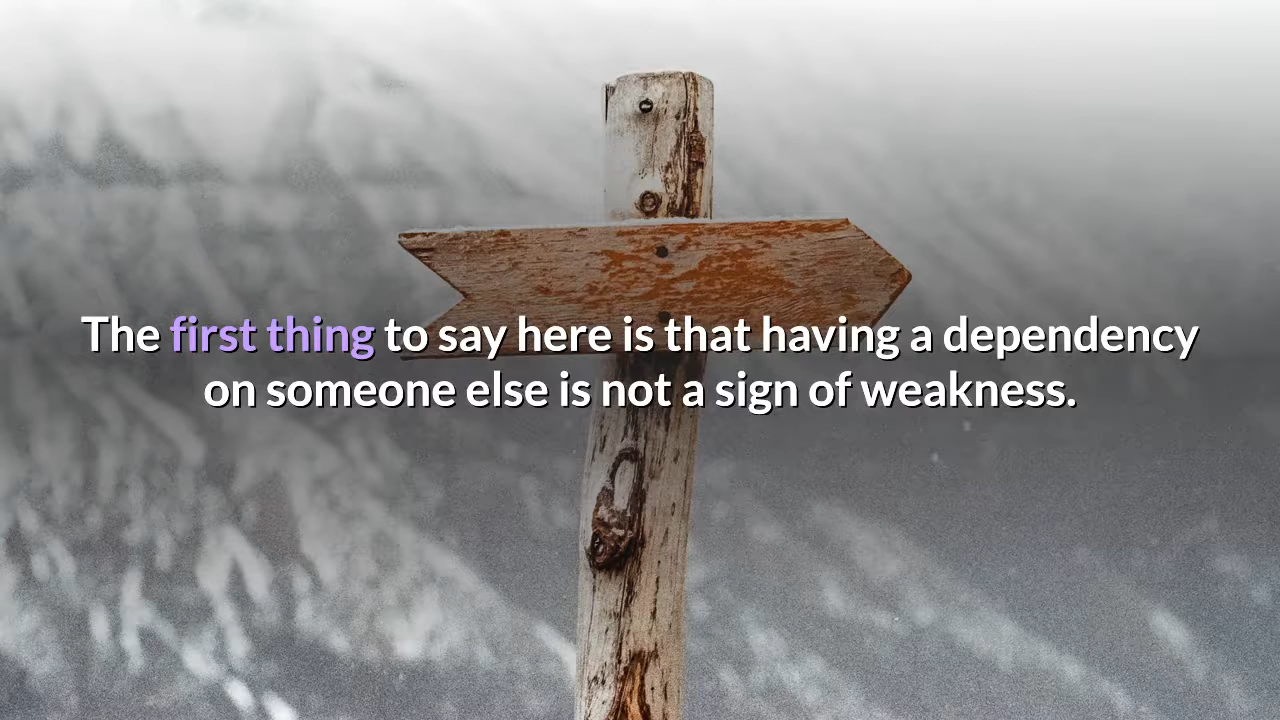 The first thing to say here is that having a dependency
on someone else is not a sign of weakness.